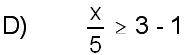 D) x/5 ≥ 3 - 1